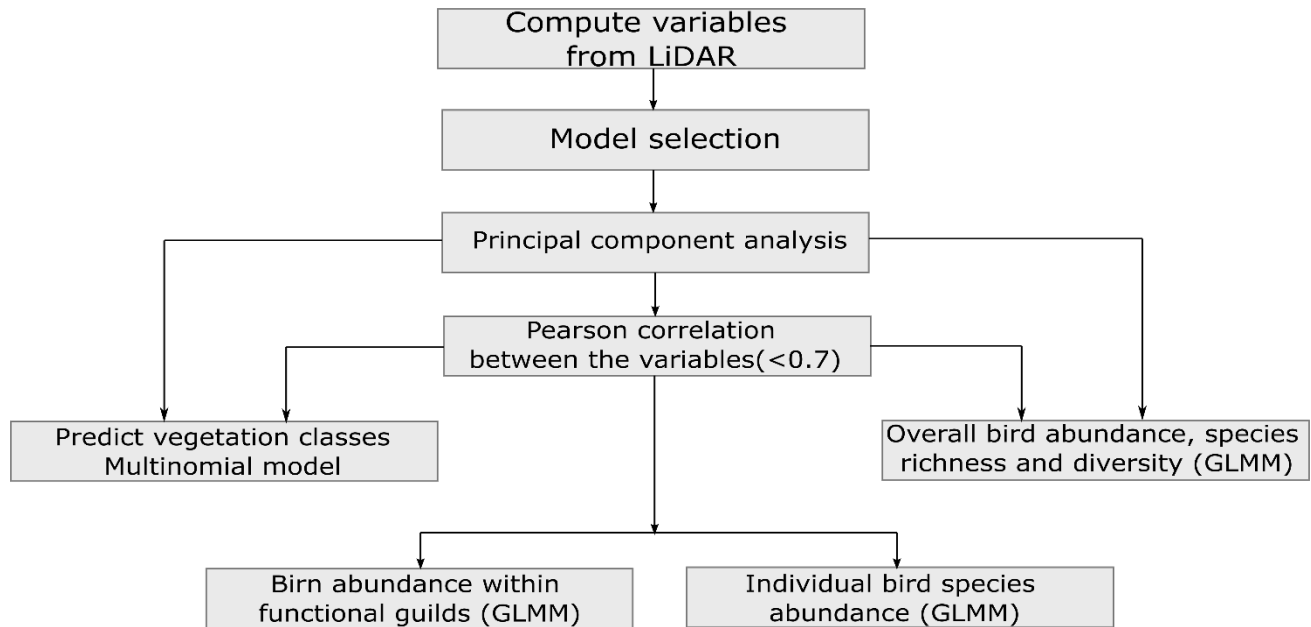 Compute variables
from LiDAR
Model selection
Principal component analysis
Pearson correlation
between the variables(<0.7)
Predict vegetation classes
Multinomial model
Overall bird abundance, species
richness and diversity (GLMM)
Birn abundance within
functional guilds (GLMM)
Individual bird species
abundance (GLMM)